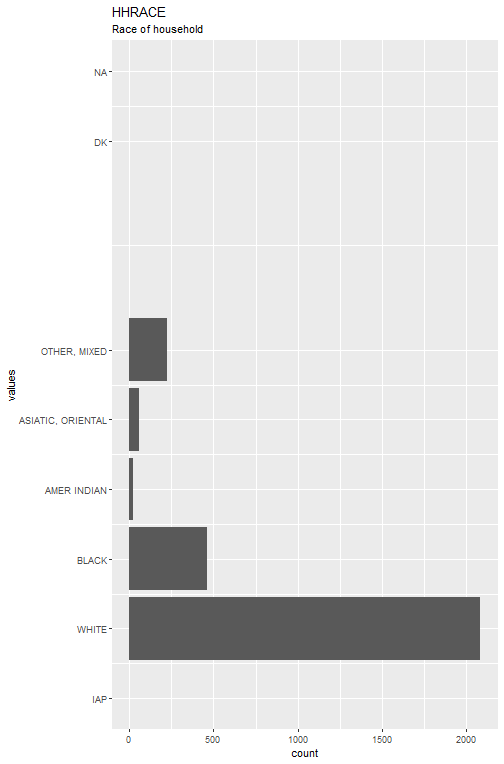 HHRACE
Race of household
NA
DK
OTHER, MIXED
ASIATIC, ORIENTAL
AMER INDIAN
BLACK
WHITE
IAP
values
0 500 1000 1500 2000
count